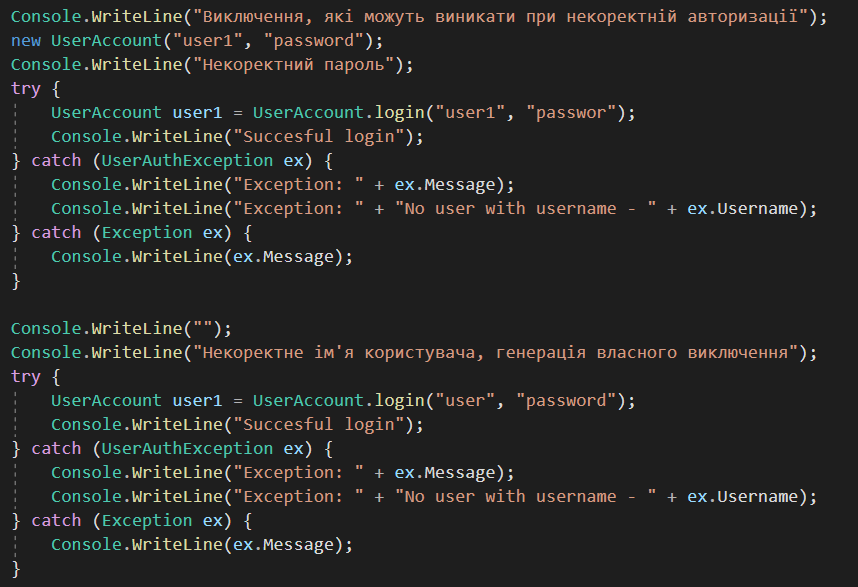 Console.WriteLine("Виключення, які можуть виникати при некоректній авторизації");
new UserAccount("user1", "password");
Console.WriteLine("Некоректний пароль");
try {
    UserAccount user1 = UserAccount.login("user1", "passwor");
    Console.WriteLine("Succesful login");
} catch (UserAuthException ex) {
    Console.WriteLine("Exception: " + ex.Message);
    Console.WriteLine("Exception: " + "No user with username - " + ex.Username);
} catch (Exception ex) {
    Console.WriteLine(ex.Message);
}
Console.WriteLine("");
Console.WriteLine("Некоректне ім'я користувача, генерація власного виключення");
try {
    UserAccount user1 = UserAccount.login("user", "password");
    Console.WriteLine("Succesful login");
} catch (UserAuthException ex) {
    Console.WriteLine("Exception: " + ex.Message);
    Console.WriteLine("Exception: " + "No user with username - " + ex.Username);
} catch (Exception ex) {
    Console.WriteLine(ex.Message);
}